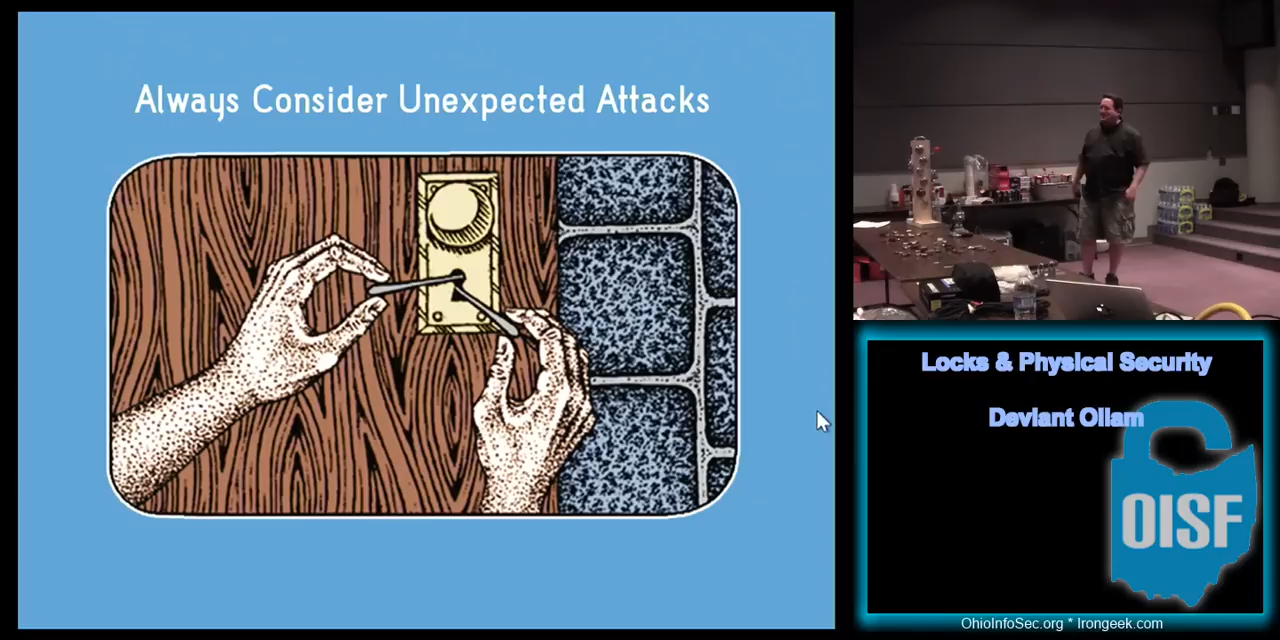 Always Consider Unexpected Attacks
Locks & Physical Security
Deviant Ollam
OISF
OhioInfoSec.org * Irongeek.com